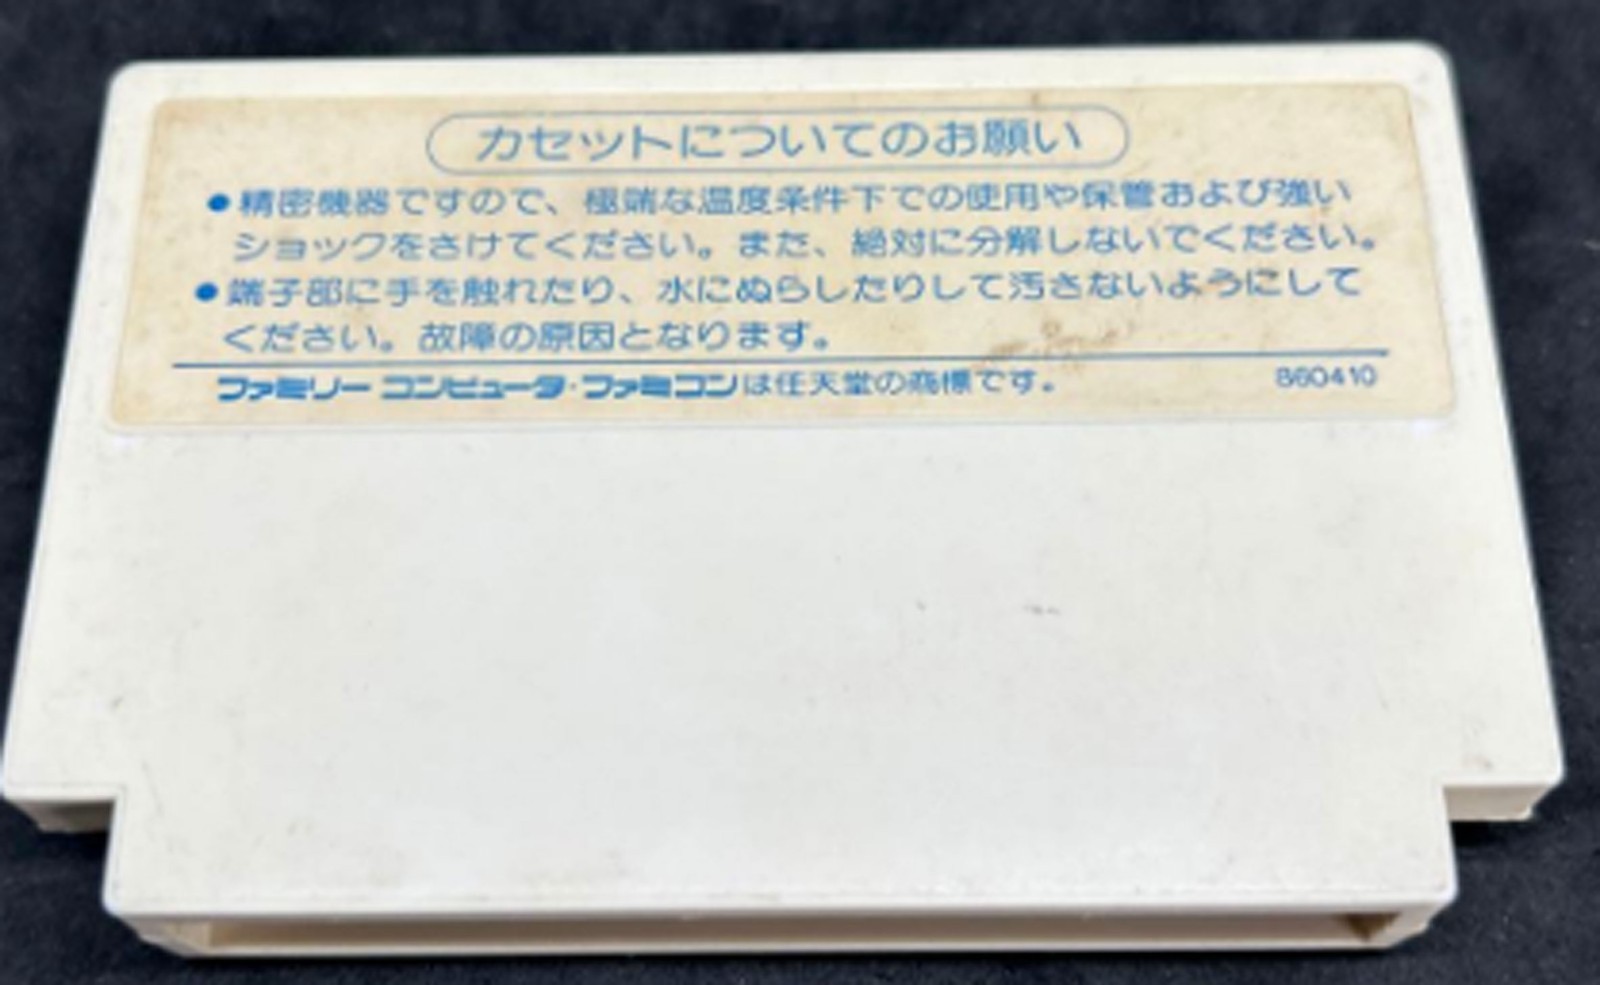 カセットについてのお願い
●精密機器ですので、極端な温度条件下での使用や保管および強い
ショックをさけてください。また、絶対に分解しないでください。
●端子部に手を触れたり、水にぬらしたりして汚さないようにして
ください。故障の原因となります。
ファミリー コンピュータ・ファミコンは任天堂の商標です。 860410